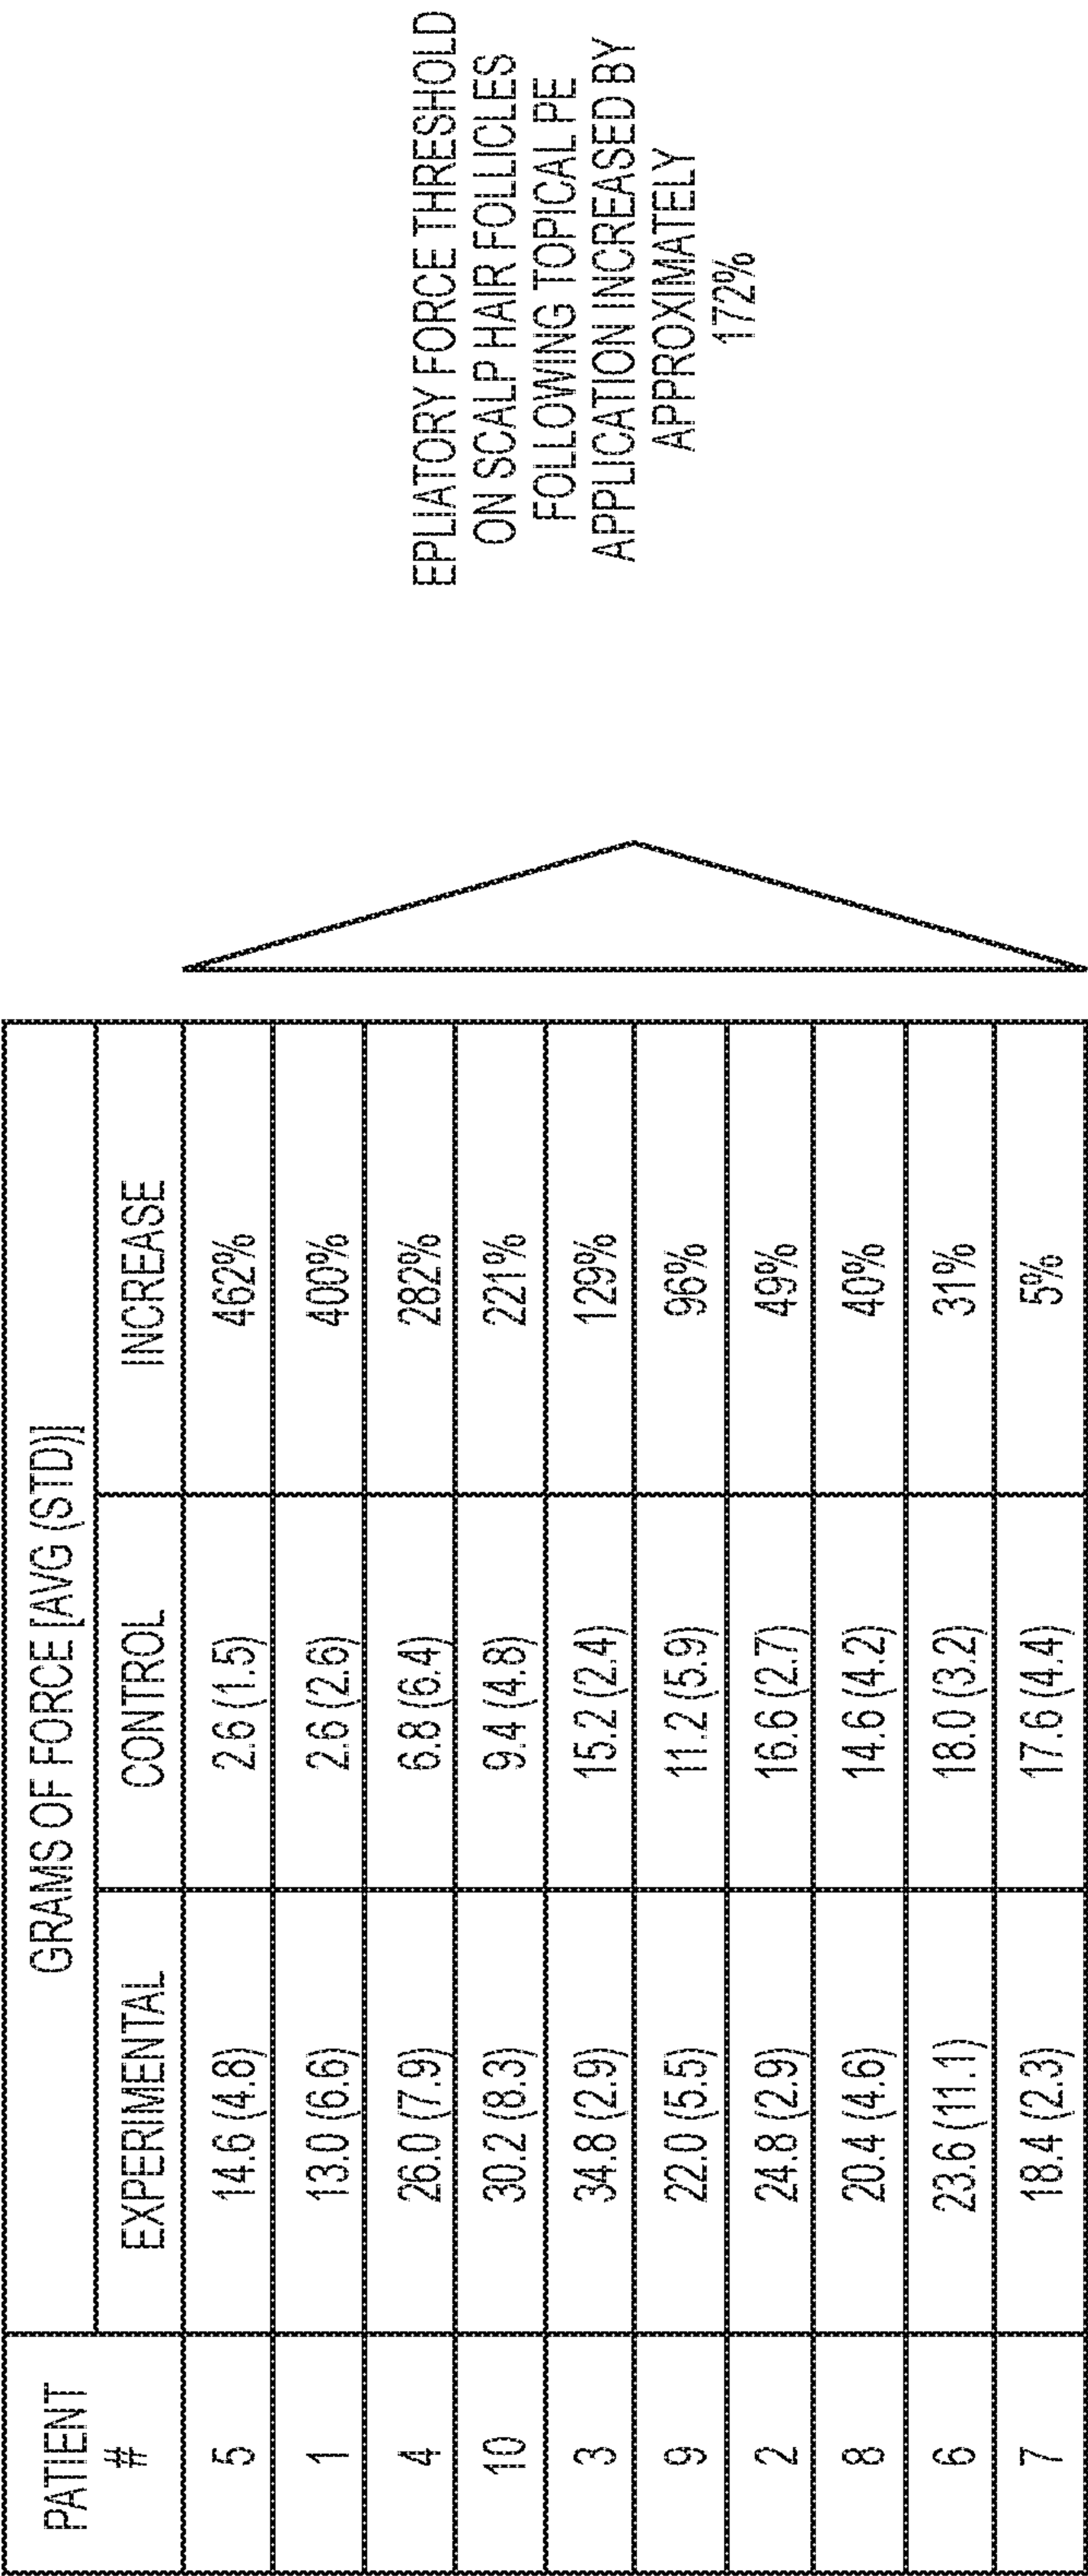 PATIENT
#
GRAMS OF FORCE [AVG (STD)]
EXPERIMENTAL CONTROL INCREASE
5 14.6 (4.8) 2.6 (1.5) 462%
1 13.0 (6.6) 2.6 (2.6) 400%
4 26.0 (7.9) 6.8 (6.4) 282%
10 30.2 (8.3) 9.4 (4.8) 221%
3 34.8 (2.9) 15.2 (2.4) 129%
9 22.0 (5.5) 11.2 (5.9) 96%
2 24.8 (2.9) 16.6 (2.7) 49%
8 20.4 (4.6) 14.6 (4.2) 40%
6 23.6 (11.1) 18.0 (3.2) 31%
7 18.4 (2.3) 17.6 (4.4) 5%
EPLIATORY FORCE THRESHOLD
ON SCALP HAIR FOLLICLES
FOLLOWING TOPICAL PE
APPLICATION INCREASED BY
APPROXIMATELY
172%